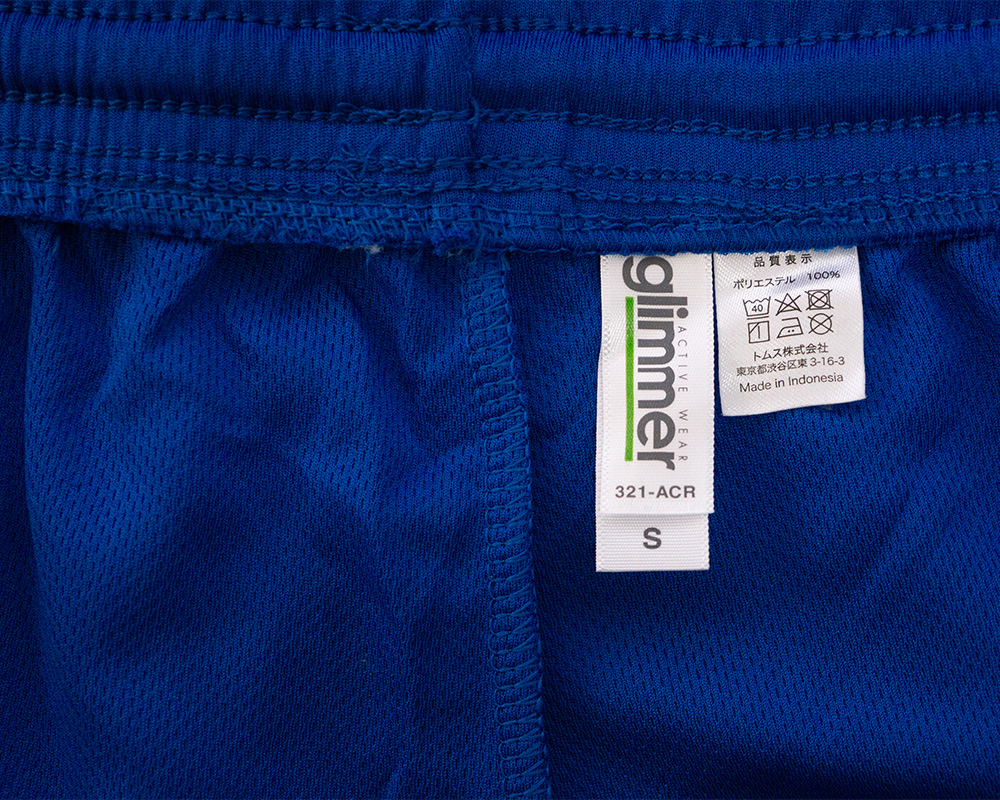 glimmer
ACTIVE WEAR
321-ACR
S
品質表示
ポリエステル 100%
40
トムス株式会社
東京都渋谷区東 3-16-3
Made in Indonesia